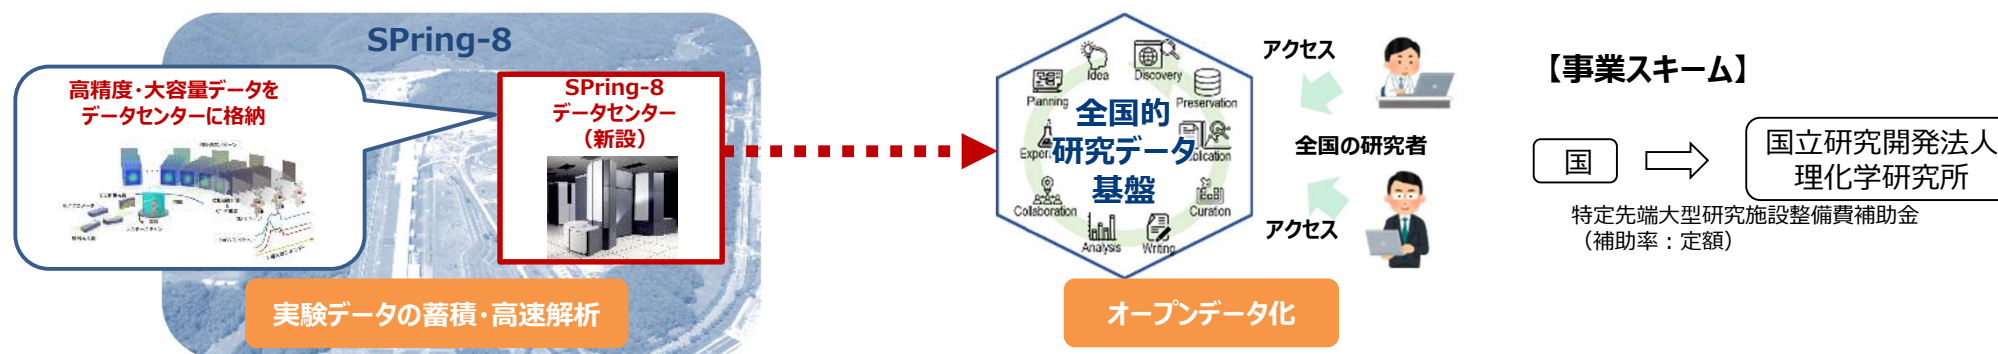 SPring-8
高精度・大容量データを
データセンターに格納
SPring-8
データセンター
（新設）
実験データの蓄積・高速解析
Idea
Discovery
Planning
Preservation
全国的
研究データ
基盤
Collaboration
Curation
Analysis
Writing
オープンデータ化
アクセス
全国の研究者
アクセス
【事業スキーム】
国
国立研究開発法人
理化学研究所
特定先端大型研究施設整備費補助金
（補助率：定額）